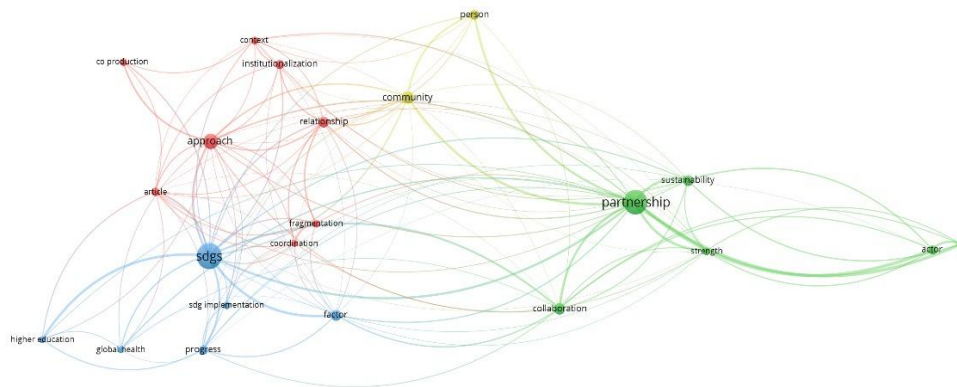 person
context
co production
institutionalization
community
relationship
approach
sustainability
article
partnership
fragmentation
coordination
strength
actor
sdgs
sdg implementation
collaboration
factor
higher education
global health
progress